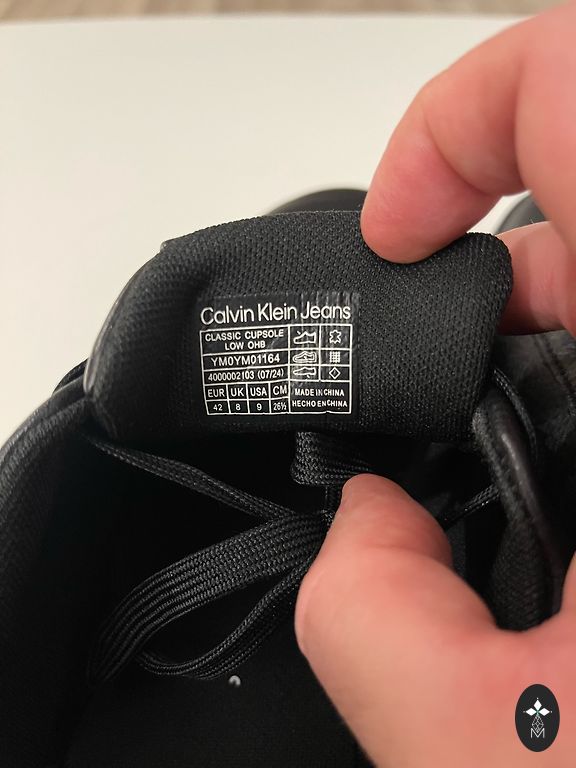 Calvin Klein Jeans
CLASSIC CUPSOLE
LOW OHB
YM0YM01164
4000002103 (07/24)
EUR UK USA CM
42 8 9 26½
MADE IN CHINA
HECHO EN CHINA
M